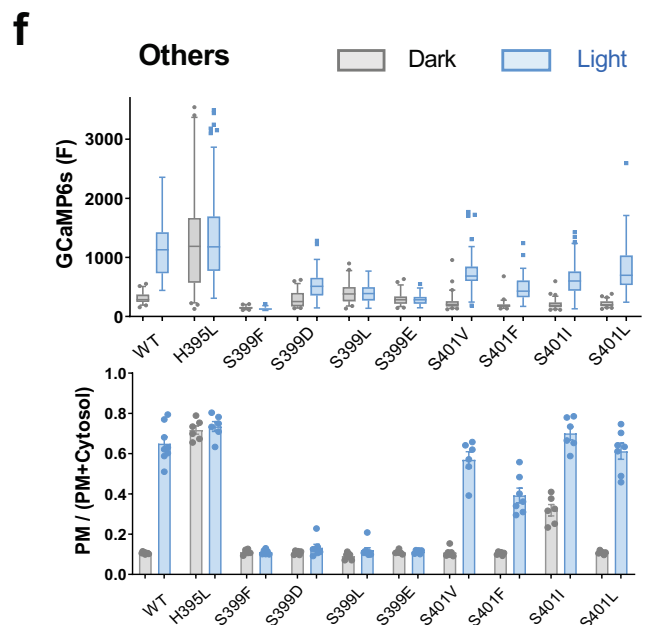 f
Others
Dark
Light
GCaMP6s (F)
3000
2000
1000
0
WT
H395L
S399F
S399D
S399L
S399E
S401V
S401F
S401I
S401L
PM / (PM+Cytosol)
1.0
0.8
0.6
0.4
0.2
0.0
WT
H395L
S399F
S399D
S399L
S399E
S401V
S401F
S401I
S401L